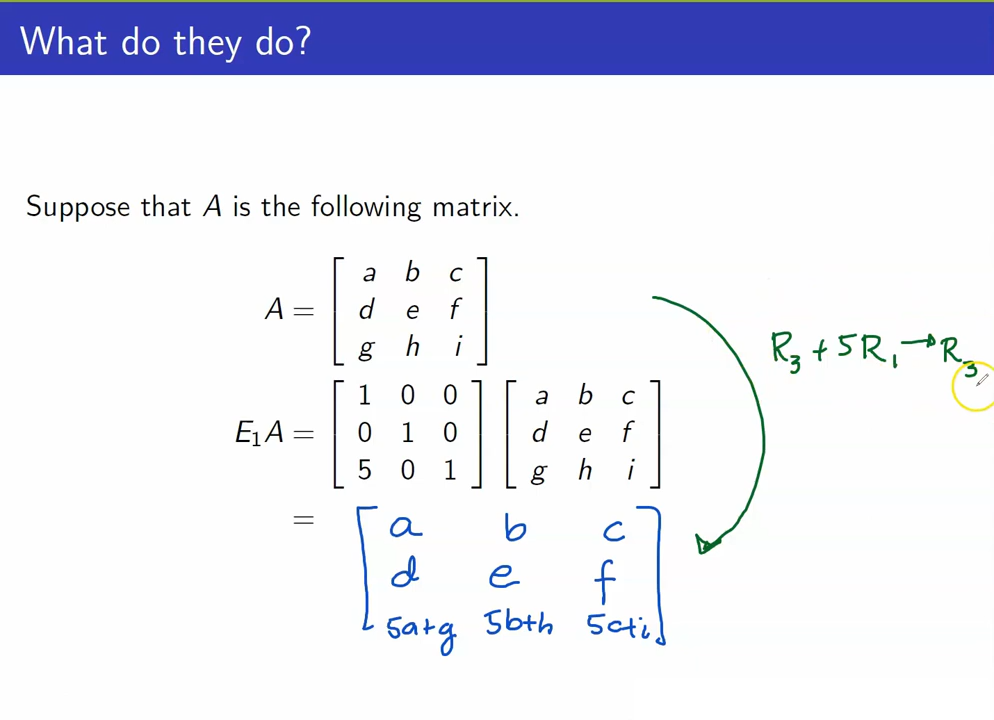 What do they do?
Suppose that A is the following matrix.
A = [ a b c
d e f
g h i ]
R₃ + 5R₁ → R₃
E₁A = [ 1 0 0 ] [ a b c ]
[ 0 1 0 ] [ d e f ]
[ 5 0 1 ] [ g h i ]
= [ a b c
d e f
5a+g 5b+h 5c+i ]